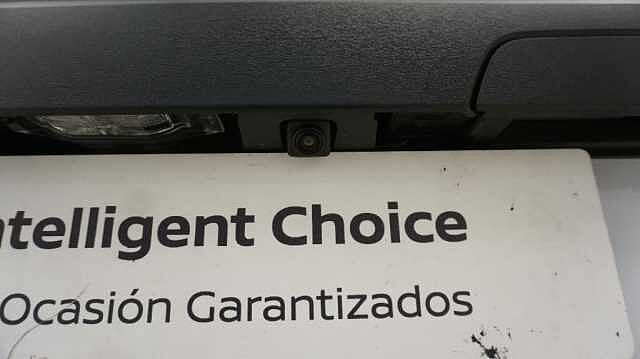 ntelligent Choice
Ocasión Garantizados